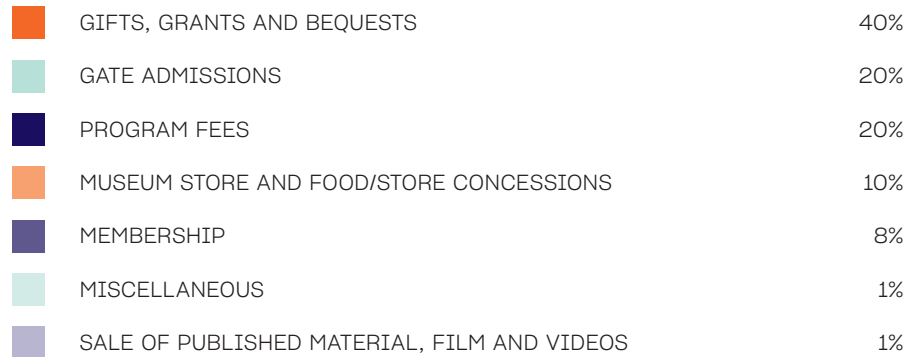 GIFTS, GRANTS AND BEQUESTS 40%
GATE ADMISSIONS 20%
PROGRAM FEES 20%
MUSEUM STORE AND FOOD/STORE CONCESSIONS 10%
MEMBERSHIP 8%
MISCELLANEOUS 1%
SALE OF PUBLISHED MATERIAL, FILM AND VIDEOS 1%